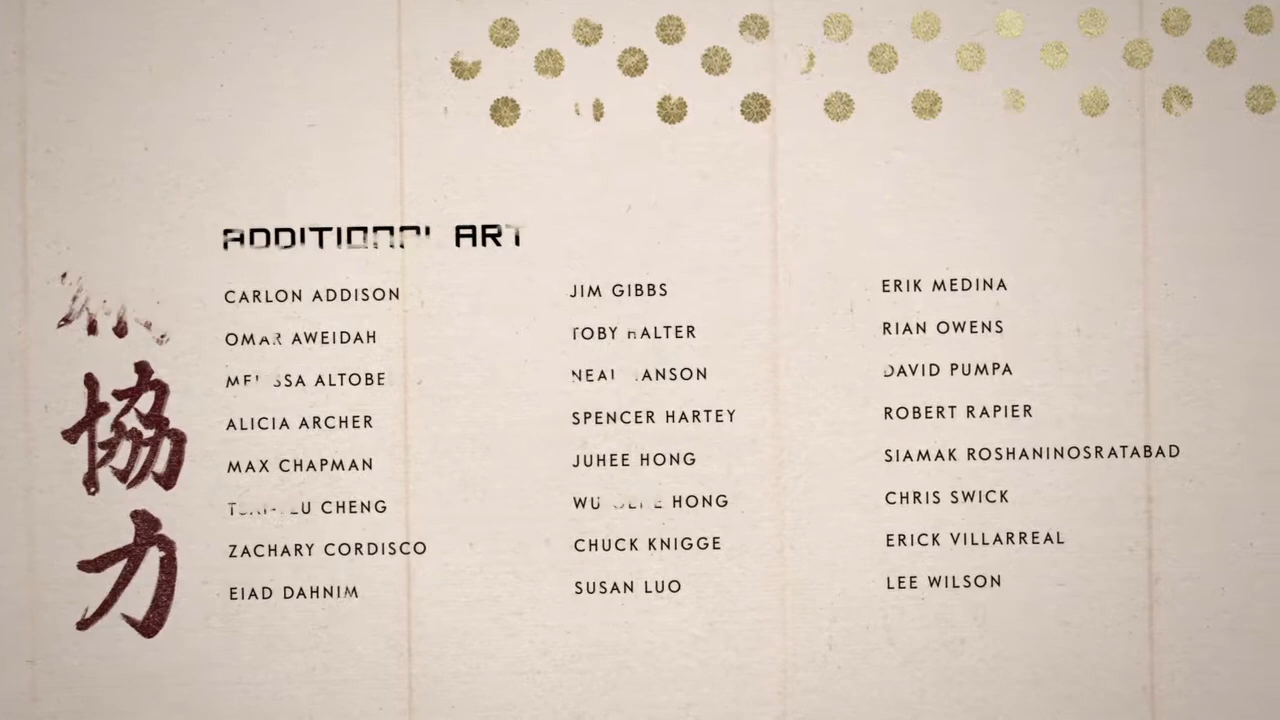 協力
ADDITIONAL ART
CARLON ADDISON
OMAR AWEIDAH
ALTOBE
ALICIA ARCHER
MAX CHAPMAN
CHENG
ZACHARY CORDISCO
EIAD DAHNIM
JIM GIBBS
TOBY HALTER
SPENCER HARTEY
JUHEE HONG
WU HONG
CHUCK KNIGGE
SUSAN LUO
ERIK MEDINA
RIAN OWENS
DAVID PUMPA
ROBERT RAPIER
SIAMAK ROSHANINOSRATABAD
CHRIS SWICK
ERICK VILLARREAL
LEE WILSON